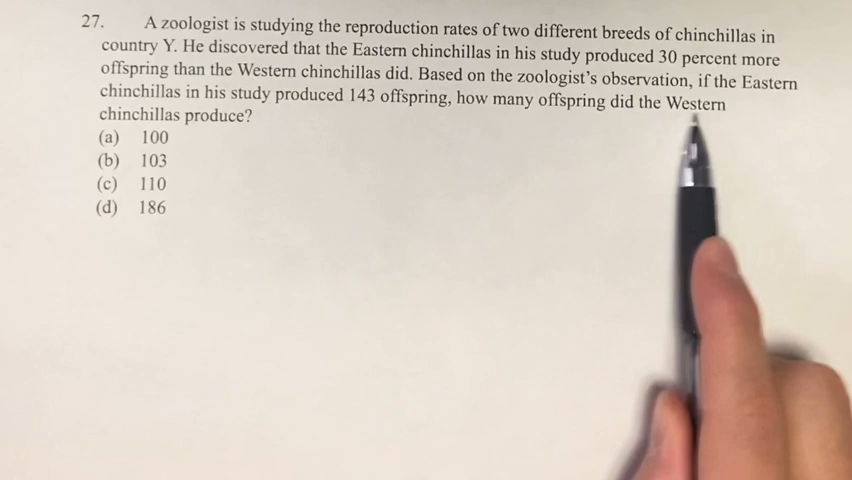 27. A zoologist is studying the reproduction rates of two different breeds of chinchillas in
country Y. He discovered that the Eastern chinchillas in his study produced 30 percent more
offspring than the Western chinchillas did. Based on the zoologist's observation, if the Eastern
chinchillas in his study produced 143 offspring, how many offspring did the Western
chinchillas produce?
(a) 100
(b) 103
(c) 110
(d) 186